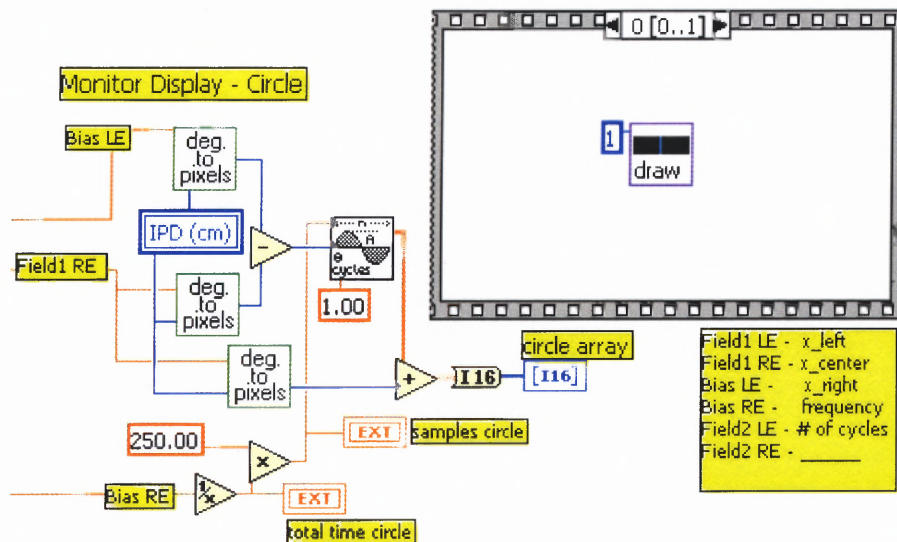 0 [0..1]
Monitor Display - Circle
Bias LE
deg.
to
pixels
1
draw
IPD (cm)
n
A
θ
cycles
Field1 RE
deg.
.to
pixels
1.00
deg.
.to
pixels
circle array
I16
[I16]
+
250.00
x
EXT
samples circle
Bias RE
1/x
EXT
total time circle
Field1 LE - x_left
Field1 RE - x_center
Bias LE - x_right
Bias RE - frequency
Field2 LE - # of cycles
Field2 RE - ______